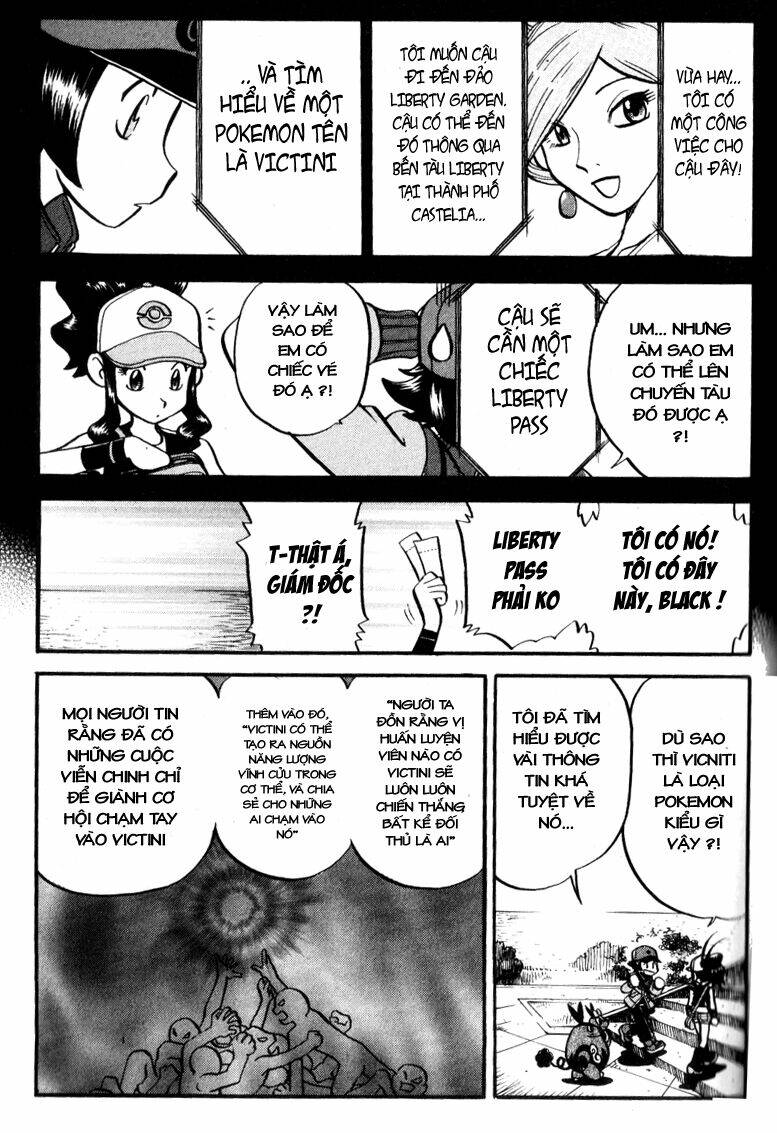 VỪA HAY...
TÔI CÓ
MỘT CÔNG
VIỆC CHO
CẬU ĐÂY!
TÔI MUỐN CẬU
ĐI ĐẾN ĐẢO
LIBERTY GARDEN.
CẬU CÓ THỂ ĐẾN
ĐÓ THÔNG QUA
BẾN TÀU LIBERTY
TẠI THÀNH PHỐ
CASTELIA...
.. VÀ TÌM
HIỂU VỀ MỘT
POKEMON TÊN
LÀ VICTINI
UM... NHƯNG
LÀM SAO EM
CÓ THỂ LÊN
CHUYẾN TÀU
ĐÓ ĐƯỢC Ạ
?!
CẬU SẼ
CẦN MỘT
CHIẾC
LIBERTY
PASS
VẬY LÀM
SAO ĐỂ
EM CÓ
CHIẾC VÉ
ĐÓ Ạ ?!
TÔI CÓ NÓ!
TÔI CÓ ĐÂY
NÀY, BLACK !
LIBERTY
PASS
PHẢI KO
T-THẬT Á,
GIÁM ĐỐC
?!
DÙ SAO
THÌ VICNITI
LÀ LOẠI
POKEMON
KIỂU GÌ
VẬY ?!
TÔI ĐÃ TÌM
HIỂU ĐƯỢC
VÀI THÔNG
TIN KHÁ
TUYỆT VỀ
NÓ...
"NGƯỜI TA
ĐỒN RẰNG VỊ
HUẤN LUYỆN
VIÊN NÀO CÓ
VICTINI SẼ
LUÔN LUÔN
CHIẾN THẮNG
BẤT KỂ ĐỐI
THỦ LÀ AI"
THÊM VÀO ĐÓ,
"VICTINI CÓ THỂ
TẠO RA NGUỒN
NĂNG LƯỢNG
VĨNH CỬU TRONG
CƠ THỂ, VÀ CHIA
SẺ CHO NHỮNG
AI CHẠM VÀO
NÓ"
MỌI NGƯỜI TIN
RẰNG ĐÃ CÓ
NHỮNG CUỘC
VIỄN CHINH CHỈ
ĐỂ GIÀNH CƠ
HỘI CHẠM TAY
VÀO VICTINI